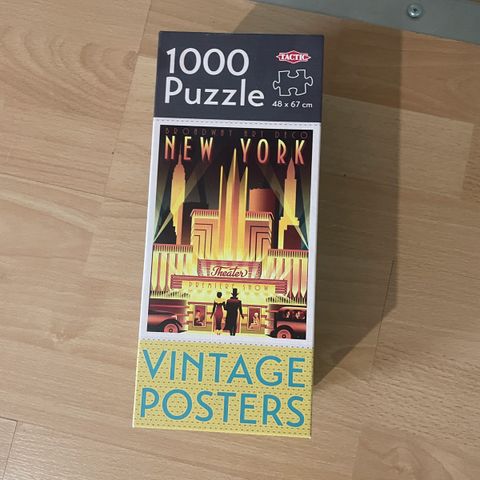 1000
Puzzle
TACTIC
48 x 67 cm
BROADWAY ART DECO
NEW YORK
Theater
PREMIERE SHOW
VINTAGE
POSTERS